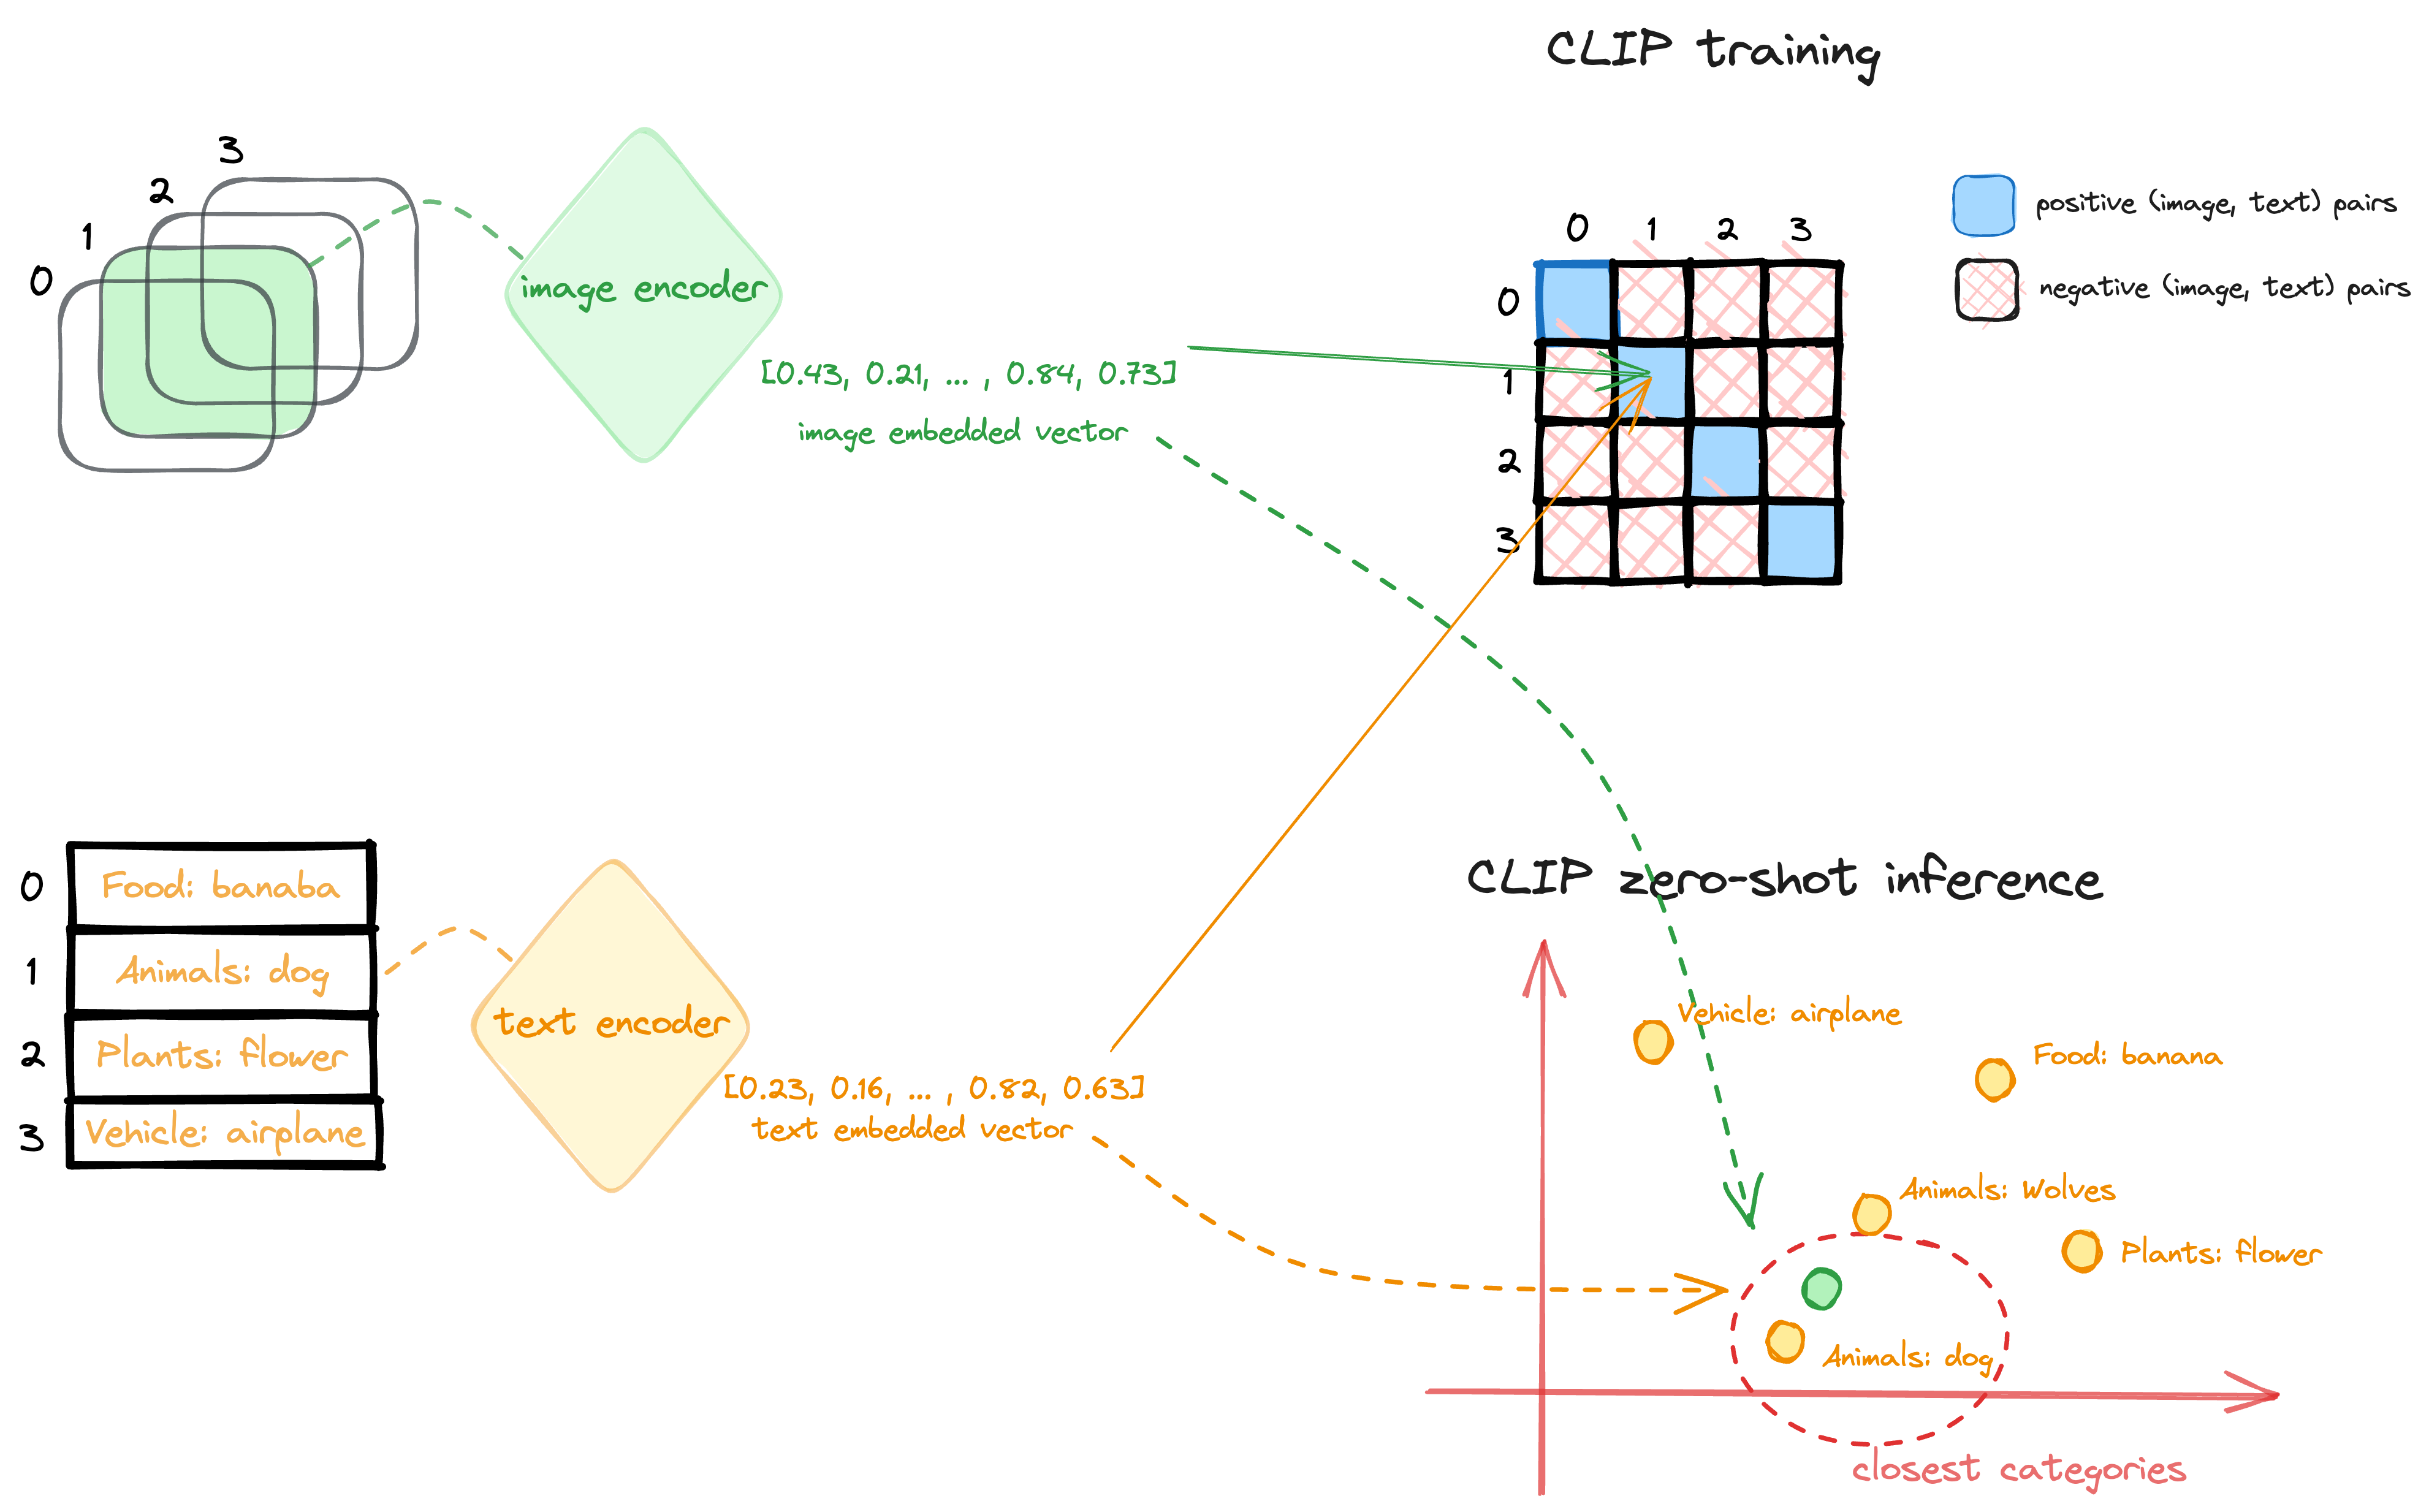 CLIP training
3
2
1
0
image encoder
[0.43, 0.21, ... , 0.84, 0.73]
image embedded vector
positive (image, text) pairs
negative (image, text) pairs
0 1 2 3
0
1
2
3
0
Food: banaba
1
Animals: dog
2
Plants: flower
3
Vehicle: airplane
text encoder
[0.23, 0.16, ... , 0.82, 0.63]
text embedded vector
CLIP zero-shot inference
Vehicle: airplane
Food: banana
Animals: Wolves
Plants: flower
Animals: dog
closest categories